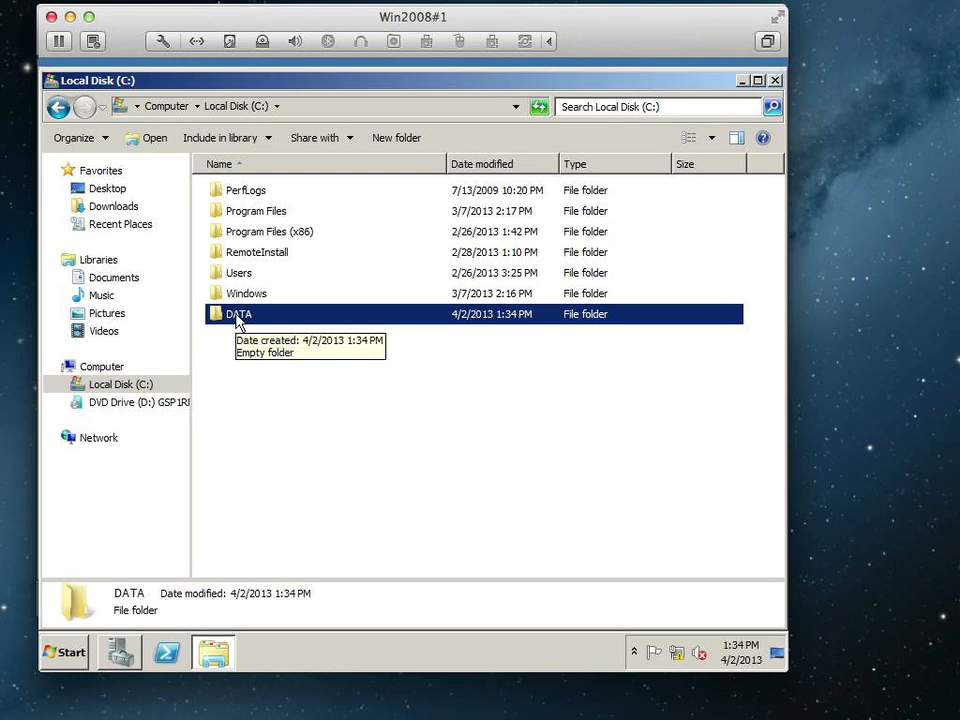 Win2008#1
Local Disk (C:)
Computer Local Disk (C:)
Search Local Disk (C:)
Organize Open Include in library Share with New folder
Name Date modified Type Size
Favorites
Desktop
Downloads
Recent Places
Libraries
Documents
Music
Pictures
Videos
Computer
Local Disk (C:)
DVD Drive (D:) GSP1R
Network
PerfLogs 7/13/2009 10:20 PM File folder
Program Files 3/7/2013 2:17 PM File folder
Program Files (x86) 2/26/2013 1:42 PM File folder
RemoteInstall 2/28/2013 1:10 PM File folder
Users 2/26/2013 3:25 PM File folder
Windows 3/7/2013 2:16 PM File folder
DATA 4/2/2013 1:34 PM File folder
Date created: 4/2/2013 1:34 PM
Empty folder
DATA Date modified: 4/2/2013 1:34 PM
File folder
Start
1:34 PM
4/2/2013